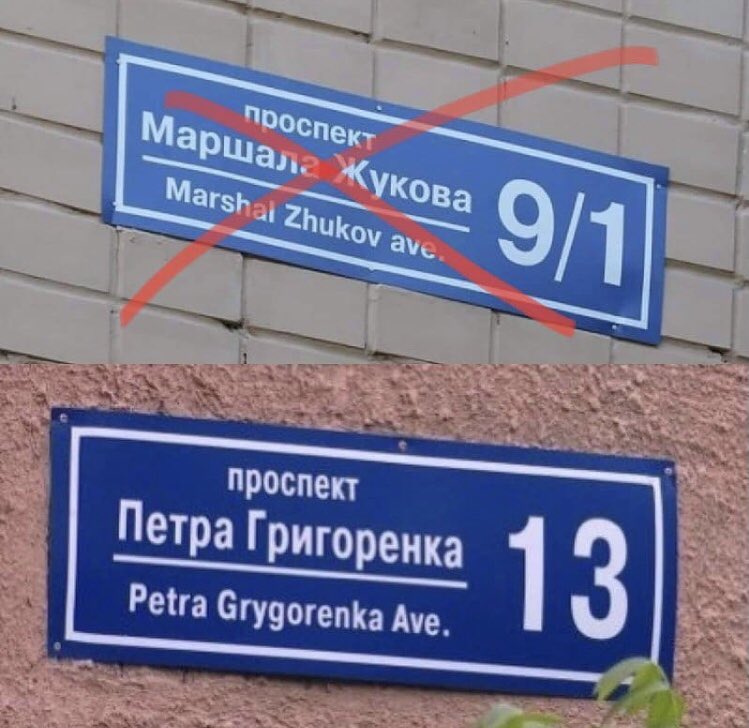 проспект
Маршала Жукова
Marshal Zhukov ave.
9/1
проспект
Петра Григоренка
Petra Grygorenka Ave.
13